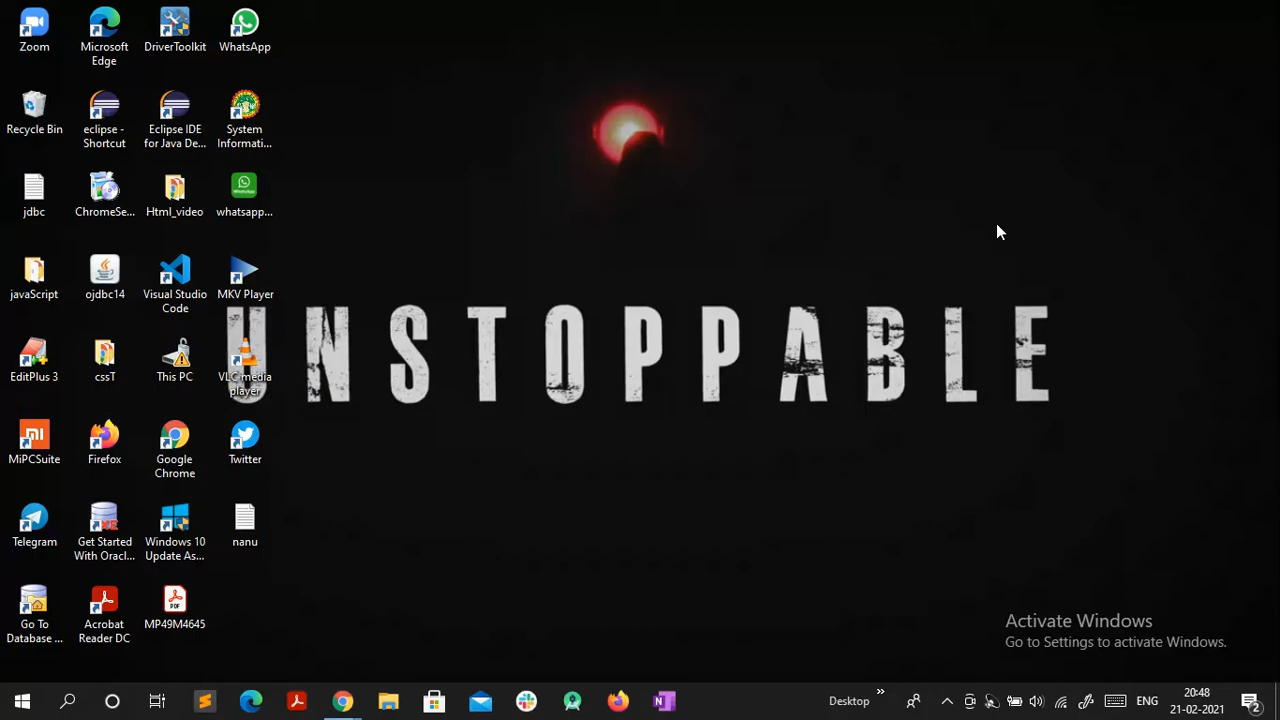 Zoom
Microsoft
Edge
DriverToolkit
WhatsApp
Recycle Bin
eclipse -
Shortcut
Eclipse IDE
for Java De...
System
Informati...
jdbc
ChromeSe...
Html_video
WhatsApp
whatsapp...
javaScript
ojdbc14
Visual Studio
Code
MKV Player
UNSTOPPABLE
EditPlus 3
cssT
This PC
VLC media
player
MiPCSuite
Firefox
Google
Chrome
Twitter
Telegram
Get Started
With Oracl...
Windows 10
Update As...
nanu
Go To
Database ...
Acrobat
Reader DC
PDF
MP49M4645
Activate Windows
Go to Settings to activate Windows.
Desktop
ENG
20:48
21-02-2021
2